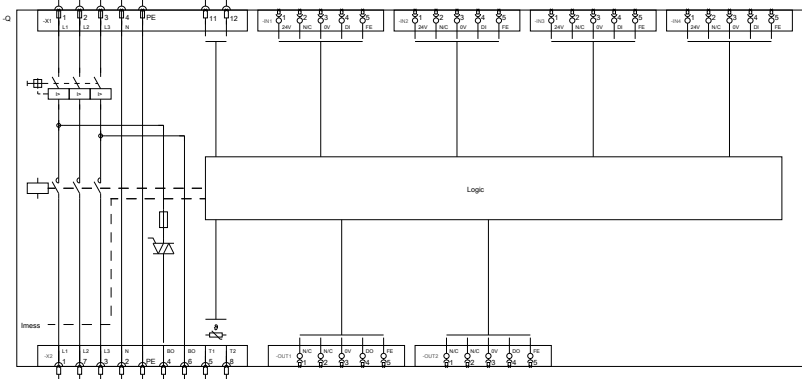 -Q
-X1 1 2 3 4 PE 11 12
L1 L2 L3 N
-IN1 1 2 3 4 5
24V N/C 0V DI FE
-IN2 1 2 3 4 5
24V N/C 0V DI FE
-IN3 1 2 3 4 5
24V N/C 0V DI FE
-IN4 1 2 3 4 5
24V N/C 0V DI FE
I> I> I>
Logic
Imess
ϑ
L1 L2 L3 N BO BO T1 T2
-X2 1 7 3 2 PE 4 6 5 8
N/C N/C 0V DO FE
-OUT1 1 2 3 4 5
N/C N/C 0V DO FE
-OUT2 1 2 3 4 5